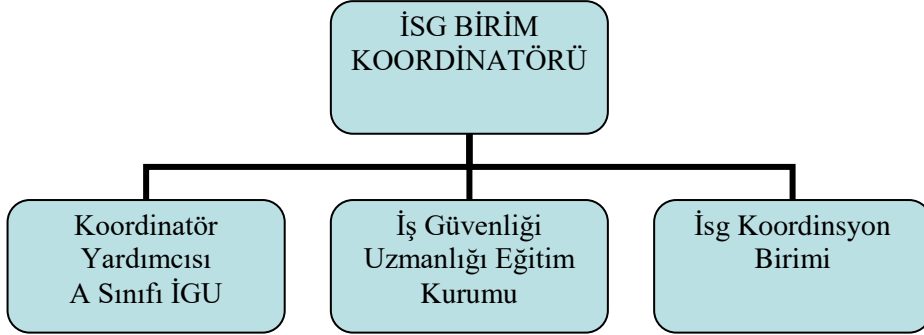 İSG BİRİM
KOORDİNATÖRÜ
Koordinatör
Yardımcısı
A Sınıfı İGU
İş Güvenliği
Uzmanlığı Eğitim
Kurumu
İsg Koordinsyon
Birimi